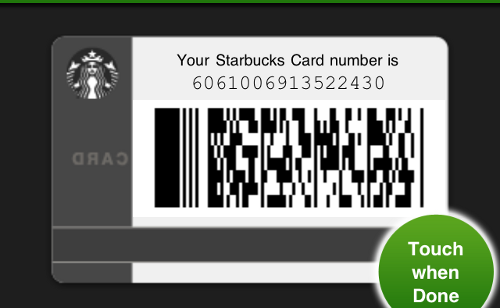 Your Starbucks Card number is
6061006913522430
CARD
Touch
when
Done